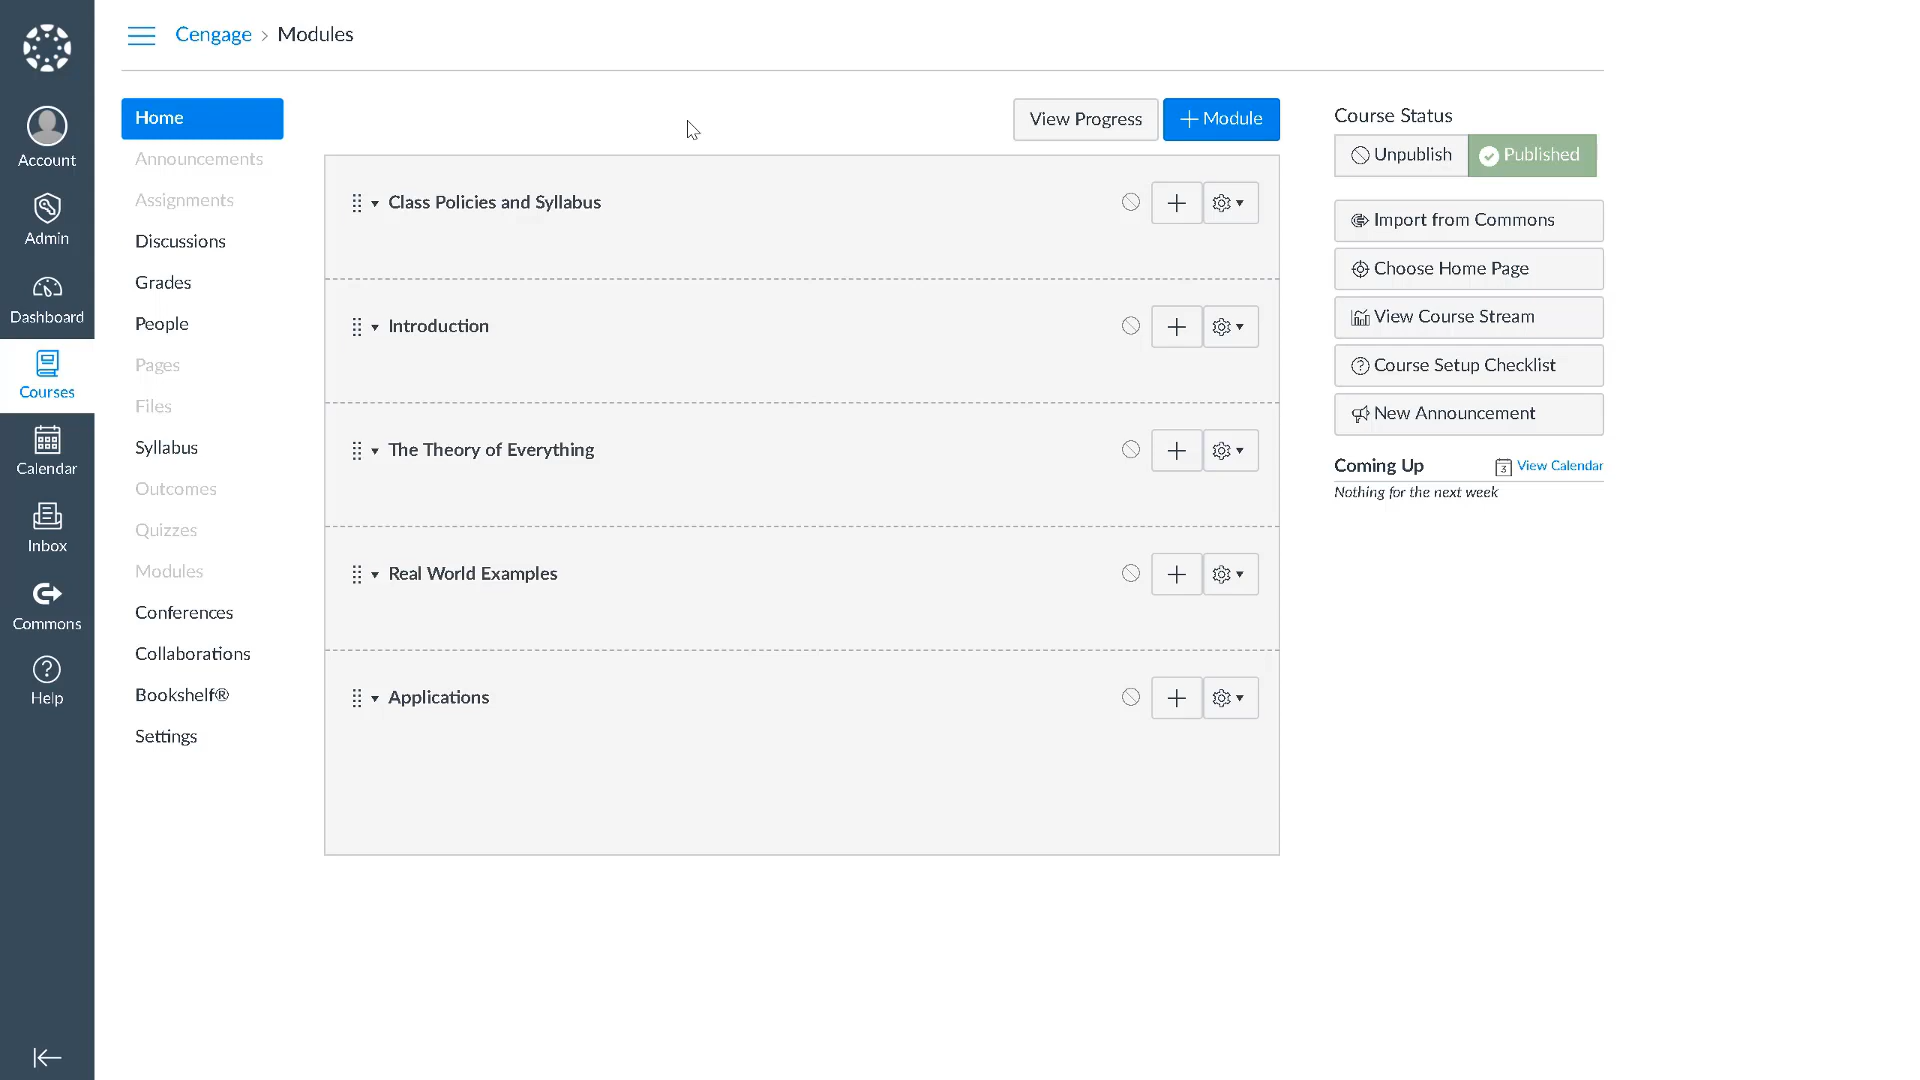 Cengage > Modules
Account
Admin
Dashboard
Courses
Calendar
Inbox
Commons
Help
Home
Announcements
Assignments
Discussions
Grades
People
Pages
Files
Syllabus
Outcomes
Quizzes
Modules
Conferences
Collaborations
Bookshelf®
Settings
View Progress
Module
Class Policies and Syllabus
Introduction
The Theory of Everything
Real World Examples
Applications
Course Status
Unpublish
Published
Import from Commons
Choose Home Page
View Course Stream
Course Setup Checklist
New Announcement
Coming Up
3 View Calendar
Nothing for the next week